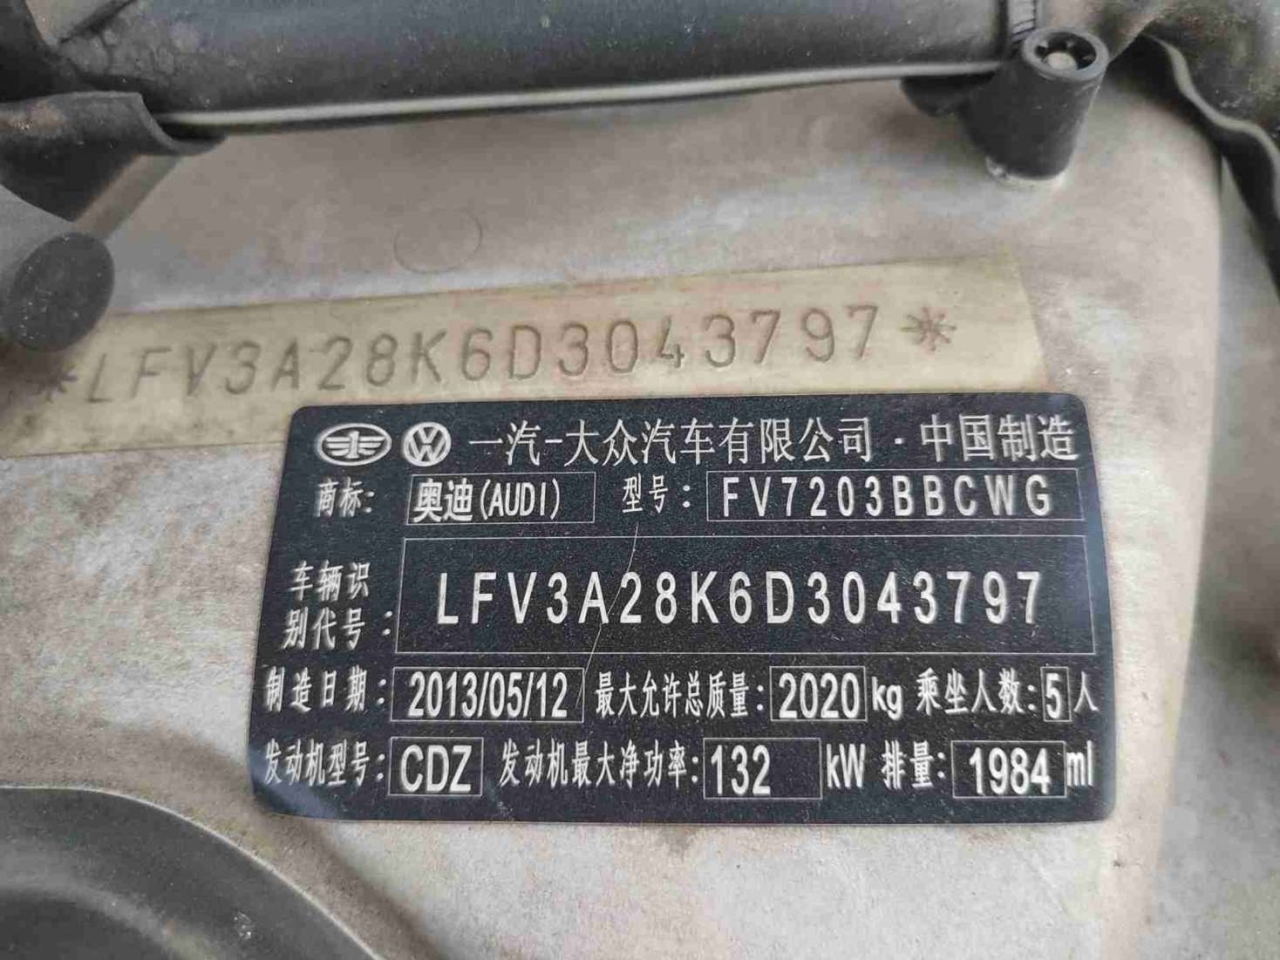 *LFV3A28K6D3043797*
一汽-大众汽车有限公司·中国制造
商标: 奥迪(AUDI) 型号: FV7203BBCWG
车辆识
别代号: LFV3A28K6D3043797
制造日期: 2013/05/12 最大允许总质量: 2020 kg 乘坐人数: 5 人
发动机型号: CDZ 发动机最大净功率: 132 kW 排量: 1984 ml